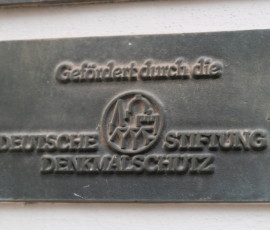 Gefördert durch die
DEUTSCHE STIFTUNG
DENKMALSCHUTZ